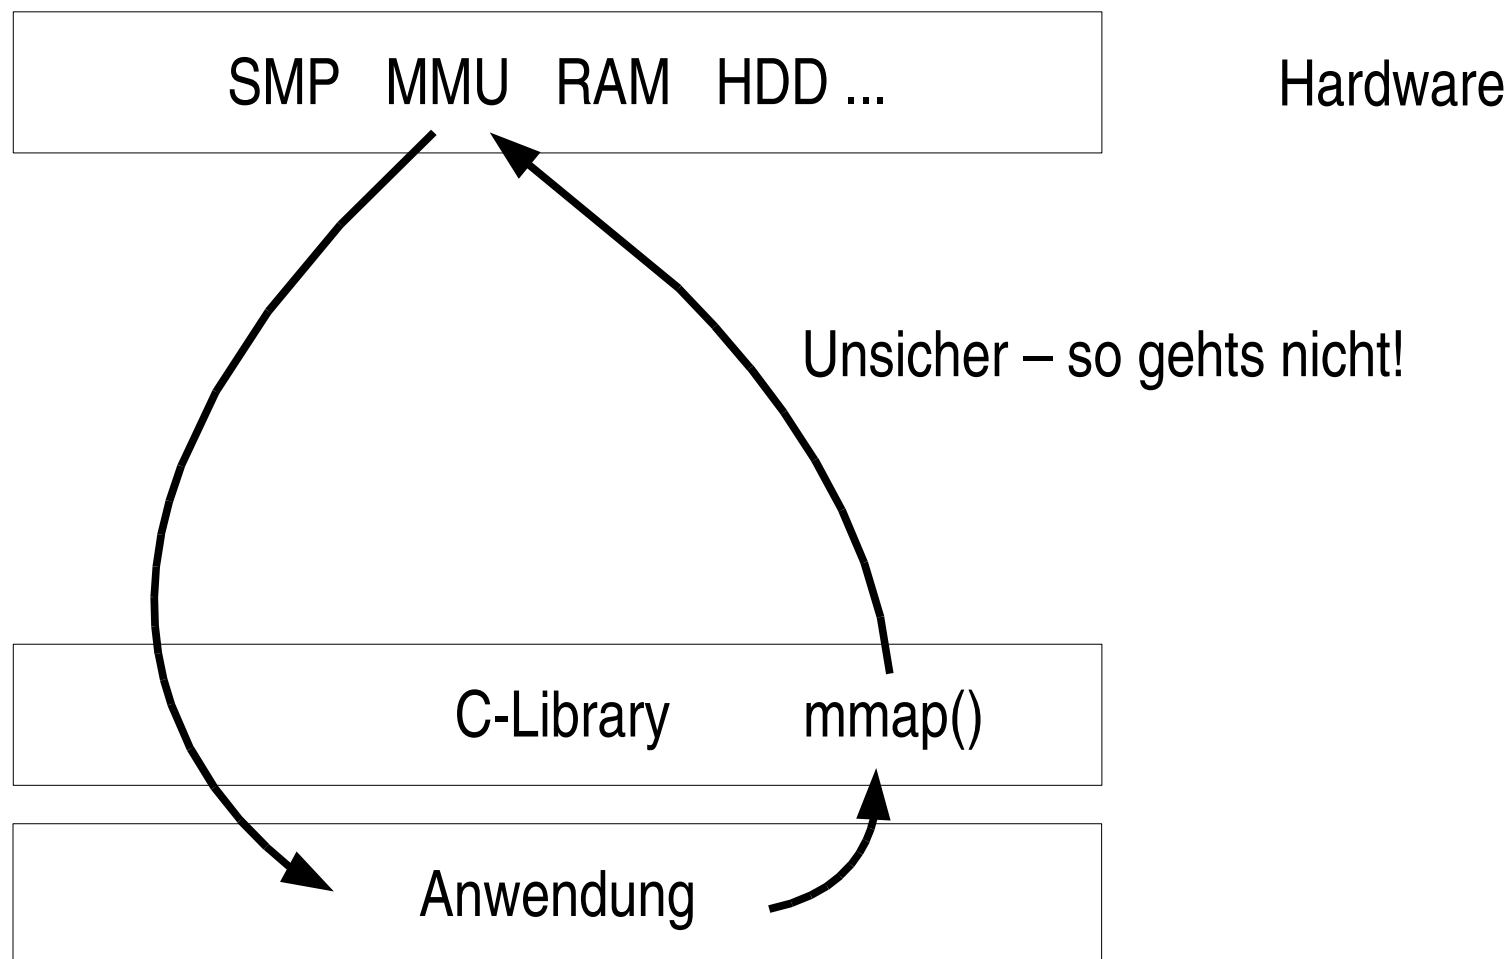 SMP MMU RAM HDD ...
Hardware
Unsicher – so gehts nicht!
C-Library mmap()
Anwendung